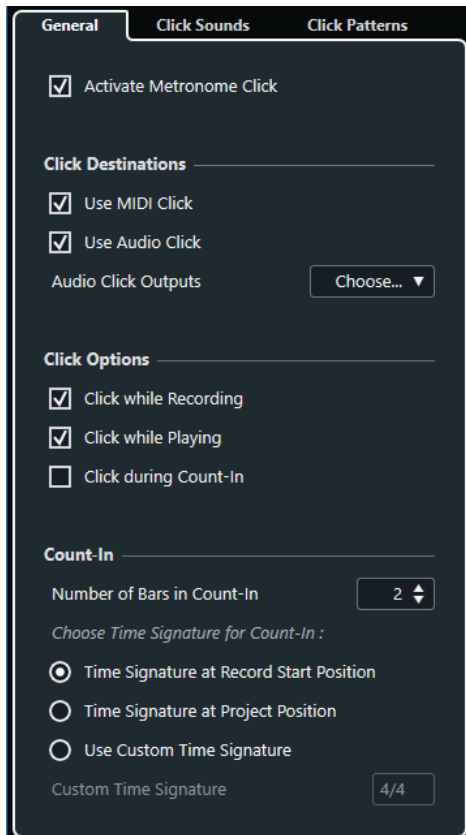 General Click Sounds Click Patterns
Activate Metronome Click
Click Destinations
Use MIDI Click
Use Audio Click
Audio Click Outputs Choose...
Click Options
Click while Recording
Click while Playing
Click during Count-In
Count-In
Number of Bars in Count-In 2
Choose Time Signature for Count-In :
Time Signature at Record Start Position
Time Signature at Project Position
Use Custom Time Signature
Custom Time Signature 4/4